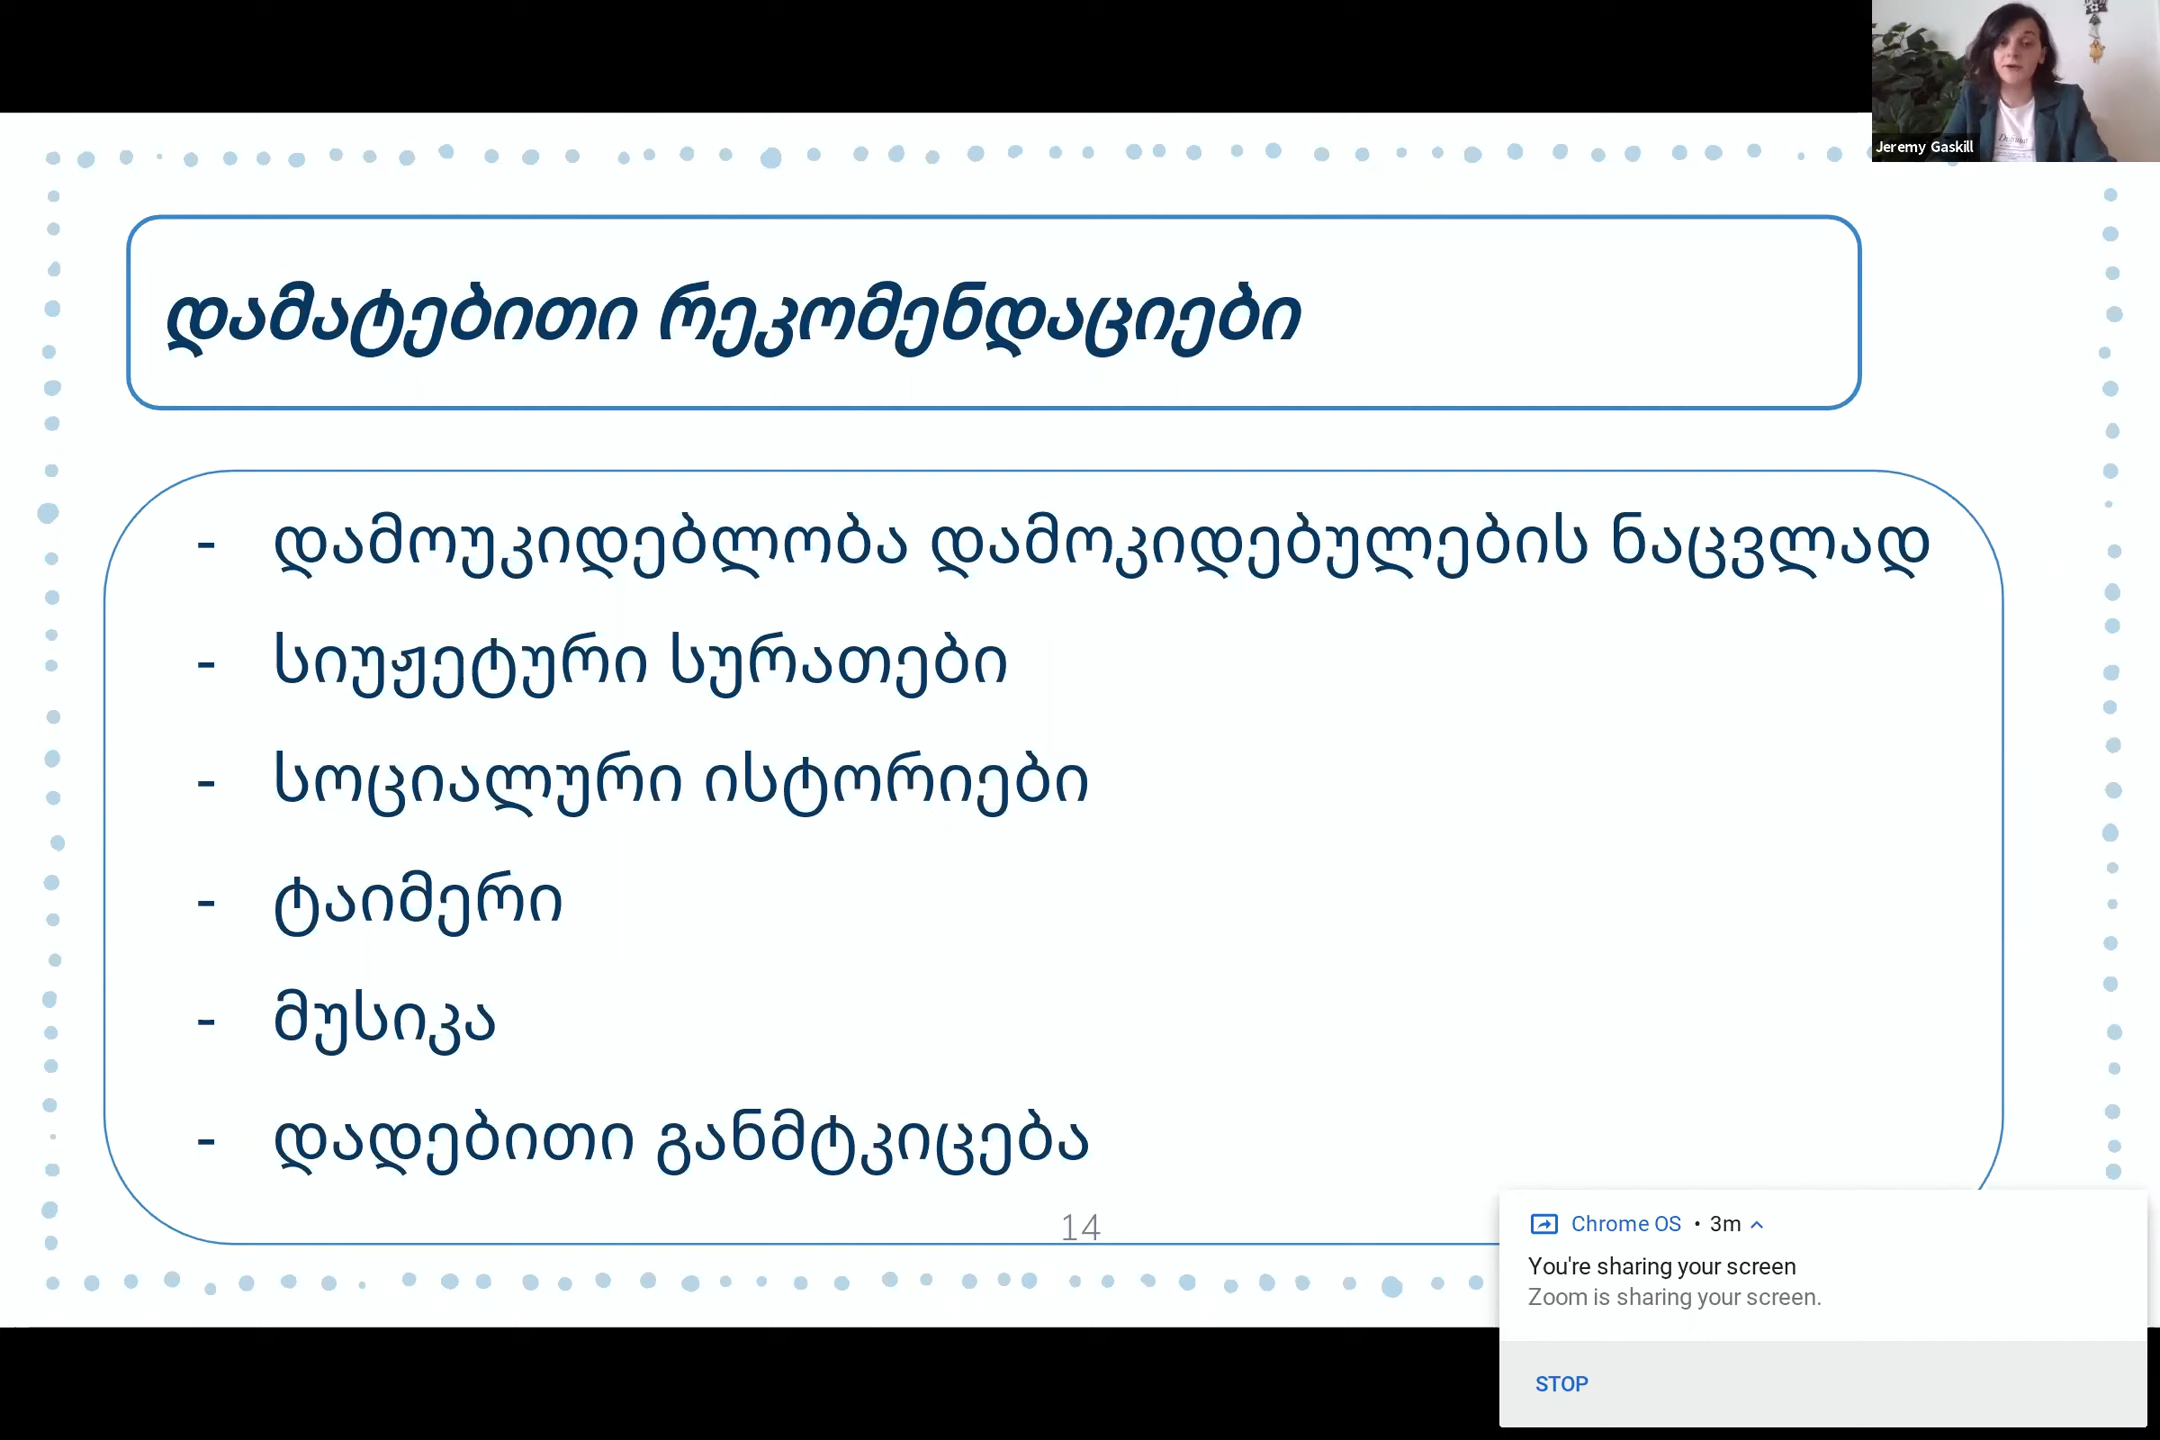 Jeremy Gaskill
დამატებითი რეკომენდაციები
- დამოუკიდებლობა დამოკიდებულების ნაცვლად
- სიუჟეტური სურათები
- სოციალური ისტორიები
- ტაიმერი
- მუსიკა
- დადებითი განმტკიცება
14
Chrome OS • 3m
You're sharing your screen
Zoom is sharing your screen.
STOP